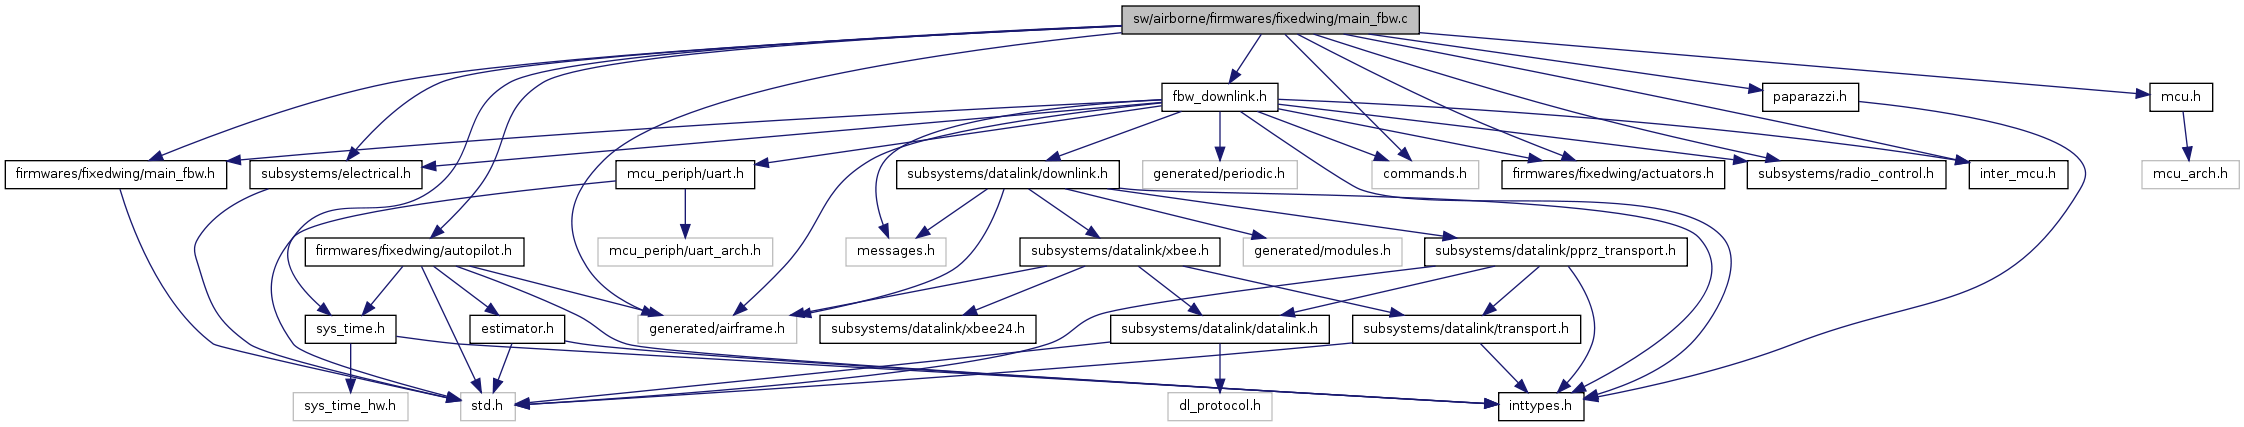 sw/airborne/firmwares/fixedwing/main_fbw.c
fbw_downlink.h
paparazzi.h
mcu.h
firmwares/fixedwing/main_fbw.h
subsystems/electrical.h
mcu_periph/uart.h
subsystems/datalink/downlink.h
generated/periodic.h
commands.h
firmwares/fixedwing/actuators.h
subsystems/radio_control.h
inter_mcu.h
mcu_arch.h
firmwares/fixedwing/autopilot.h
mcu_periph/uart_arch.h
messages.h
subsystems/datalink/xbee.h
generated/modules.h
subsystems/datalink/pprz_transport.h
sys_time.h
estimator.h
generated/airframe.h
subsystems/datalink/xbee24.h
subsystems/datalink/datalink.h
subsystems/datalink/transport.h
sys_time_hw.h
std.h
dl_protocol.h
inttypes.h